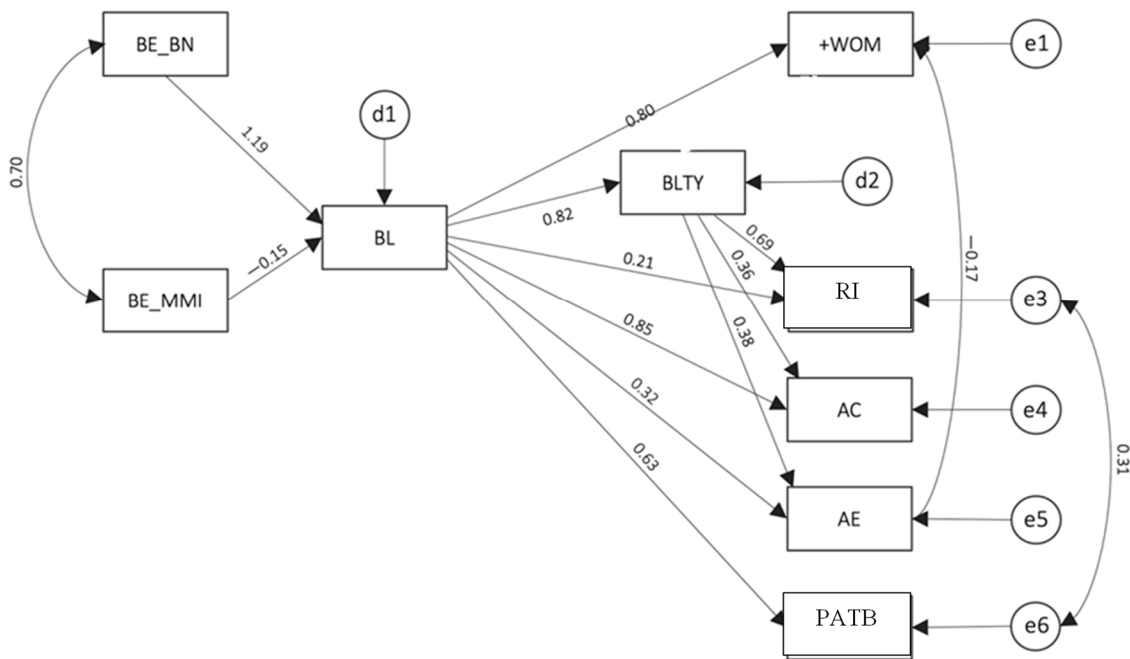 BE_BN
+WOM
e1
d1
1.19
0.80
0.70
BLTY
d2
BL
0.82
0.69
—0.15
0.21
0.36
—0.17
BE_MMI
RI
e3
0.85
0.38
0.32
AC
e4
0.63
0.31
AE
e5
PATB
e6